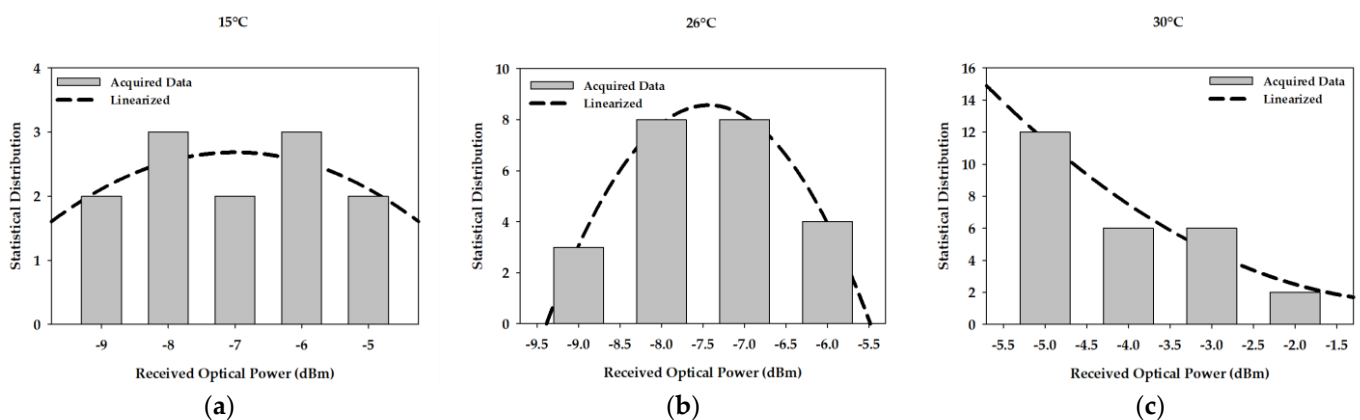 15°C
4
3
2
1
0
Statistical Distribution
Acquired Data
Linearized
-9 -8 -7 -6 -5
Received Optical Power (dBm)
(a)
26°C
10
8
6
4
2
0
Statistical Distribution
Acquired Data
Linearized
-9.5 -9.0 -8.5 -8.0 -7.5 -7.0 -6.5 -6.0 -5.5
Received Optical Power (dBm)
(b)
30°C
16
14
12
10
8
6
4
2
0
Statistical Distribution
Acquired Data
Linearized
-5.5 -5.0 -4.5 -4.0 -3.5 -3.0 -2.5 -2.0 -1.5
Received Optical Power (dBm)
(c)